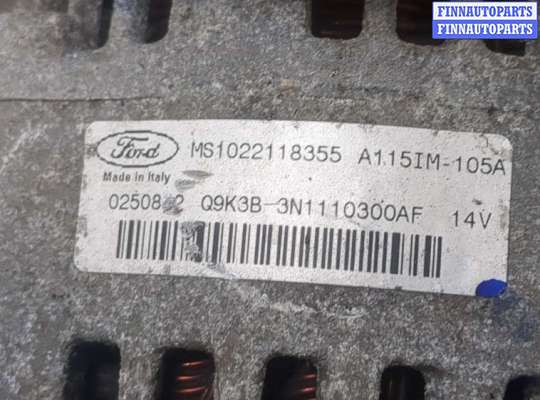 FINNAUTOPARTS
FINNAUTOPARTS
Ford MS1022118355 A115IM-105A
Made in Italy
Q9K3B-3N1110300AF 14V